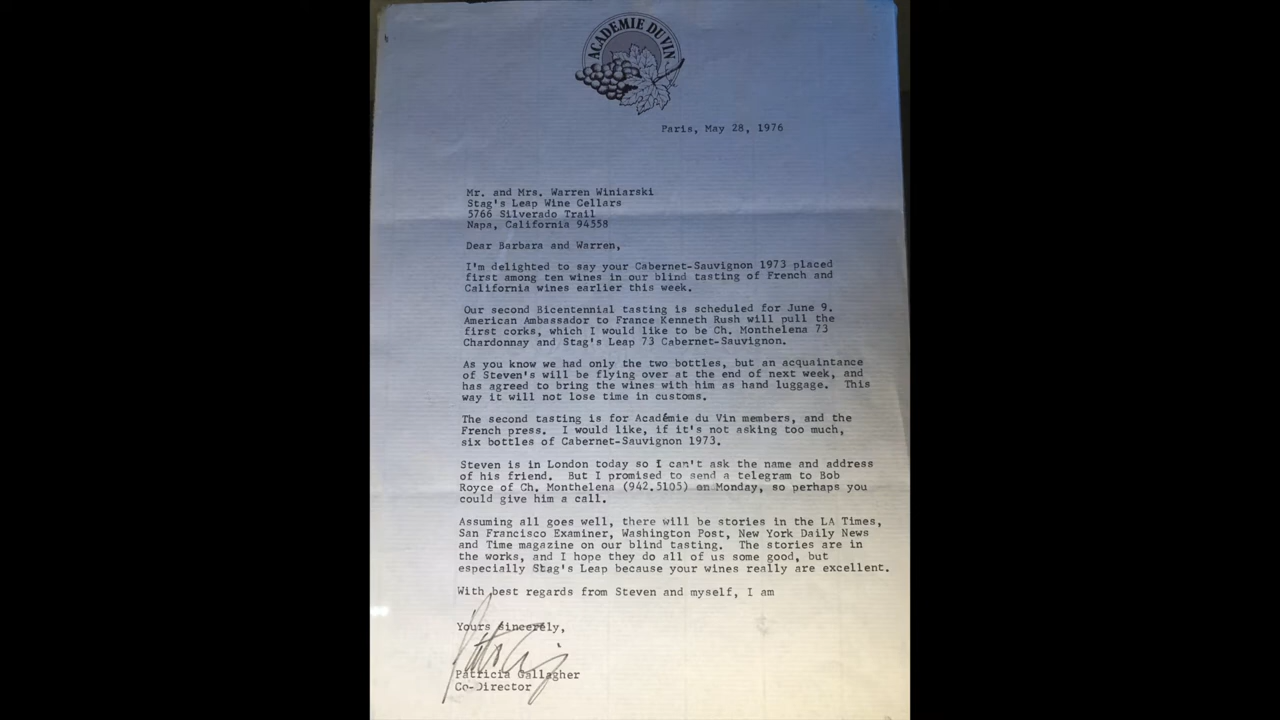 ACADEMIE DU VIN
Paris, May 28, 1976
Mr. and Mrs. Warren Winiarski
Stag's Leap Wine Cellars
5766 Silverado Trail
Napa, California 94558
Dear Barbara and Warren,
I'm delighted to say your Cabernet-Sauvignon 1973 placed
first among ten wines in our blind tasting of French and
California wines earlier this week.
Our second Bicentennial tasting is scheduled for June 9.
American Ambassador to France Kenneth Rush will pull the
first corks, which I would like to be Ch. Monthelena 73
Chardonnay and Stag's Leap 73 Cabernet-Sauvignon.
As you know we had only the two bottles, but an acquaintance
of Steven's will be flying over at the end of next week, and
has agreed to bring the wines with him as hand luggage. This
way it will not lose time in customs.
The second tasting is for Académie du Vin members, and the
French press. I would like, if it's not asking too much,
six bottles of Cabernet-Sauvignon 1973.
Steven is in London today so I can't ask the name and address
of his friend. But I promised to send a telegram to Bob
Royce of Ch. Monthelena (942.5105) on Monday, so perhaps you
could give him a call.
Assuming all goes well, there will be stories in the LA Times,
San Francisco Examiner, Washington Post, New York Daily News
and Time magazine on our blind tasting. The stories are in
the works, and I hope they do all of us some good, but
especially Stag's Leap because your wines really are excellent.
With best regards from Steven and myself, I am
Yours sincerely,
Patricia Gallagher
Co-Director